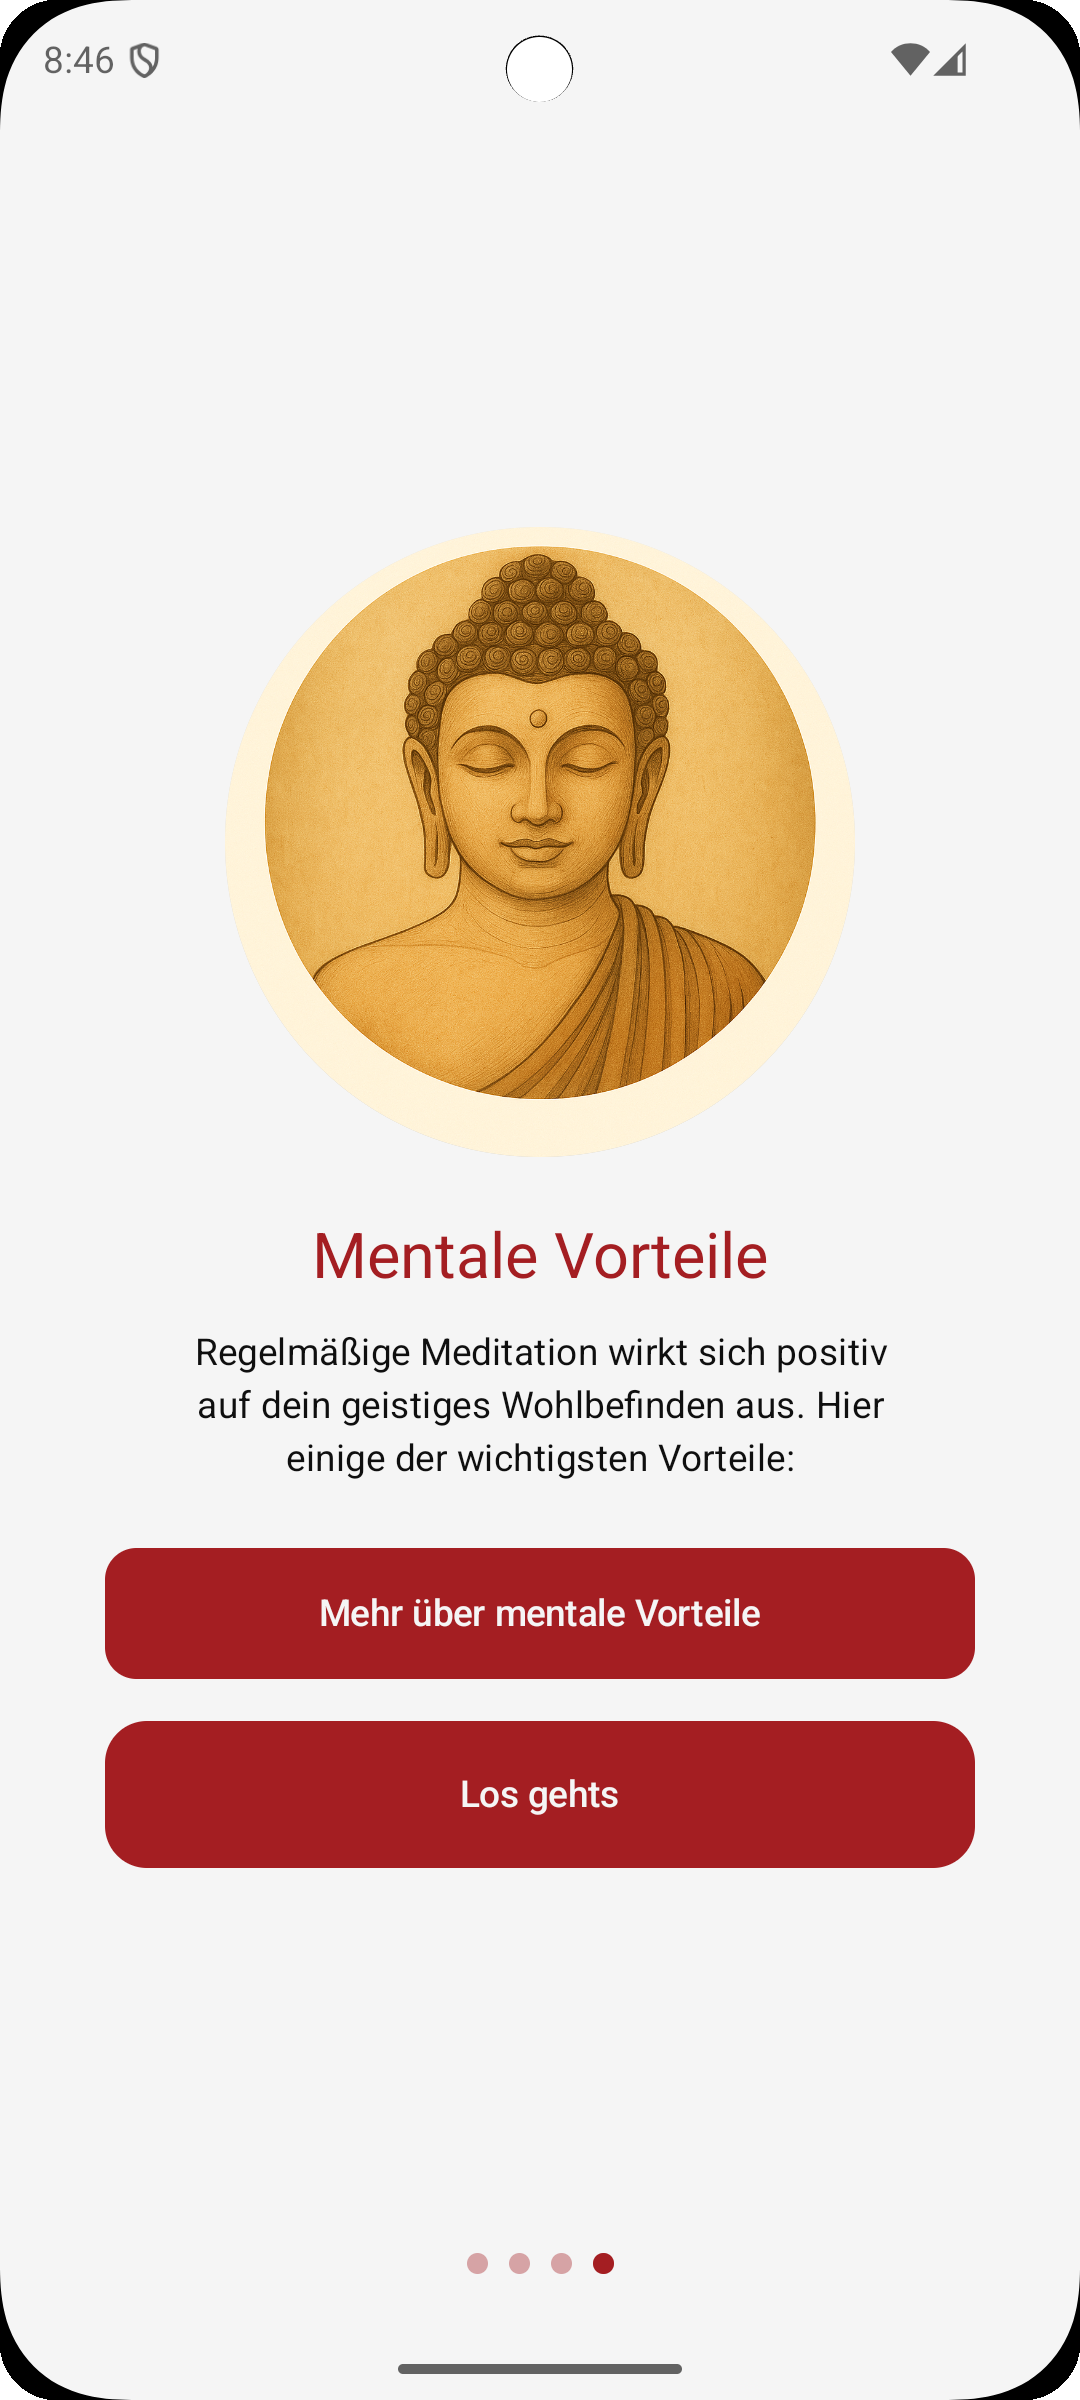 8:46
Mentale Vorteile
Regelmäßige Meditation wirkt sich positiv
auf dein geistiges Wohlbefinden aus. Hier
einige der wichtigsten Vorteile:
Mehr über mentale Vorteile
Los gehts